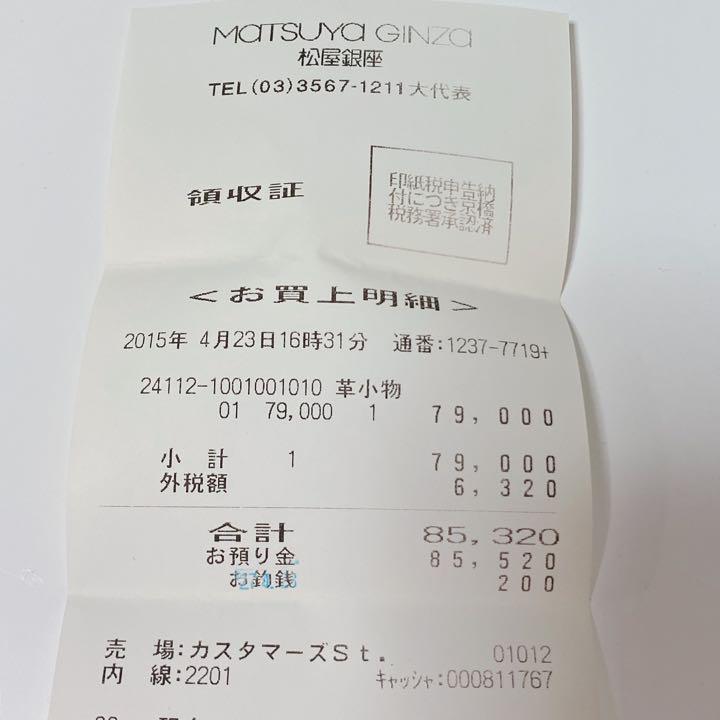 MATSUYA GINZA
松屋銀座
TEL(03)3567-1211大代表
領収証
印紙税申告納
付につき京橋
税務署承認済
<お買上明細>
2015年 4月23日16時31分 通番:1237-7719+
24112-1001001010 革小物
01 79,000 1 79,000
小計 1 79,000
外税額 6,320
合計 85,320
お預り金 85,520
お釣銭 200
売 場:カスタマーズSt. 01012
内 線:2201 キャッシャ:000811767